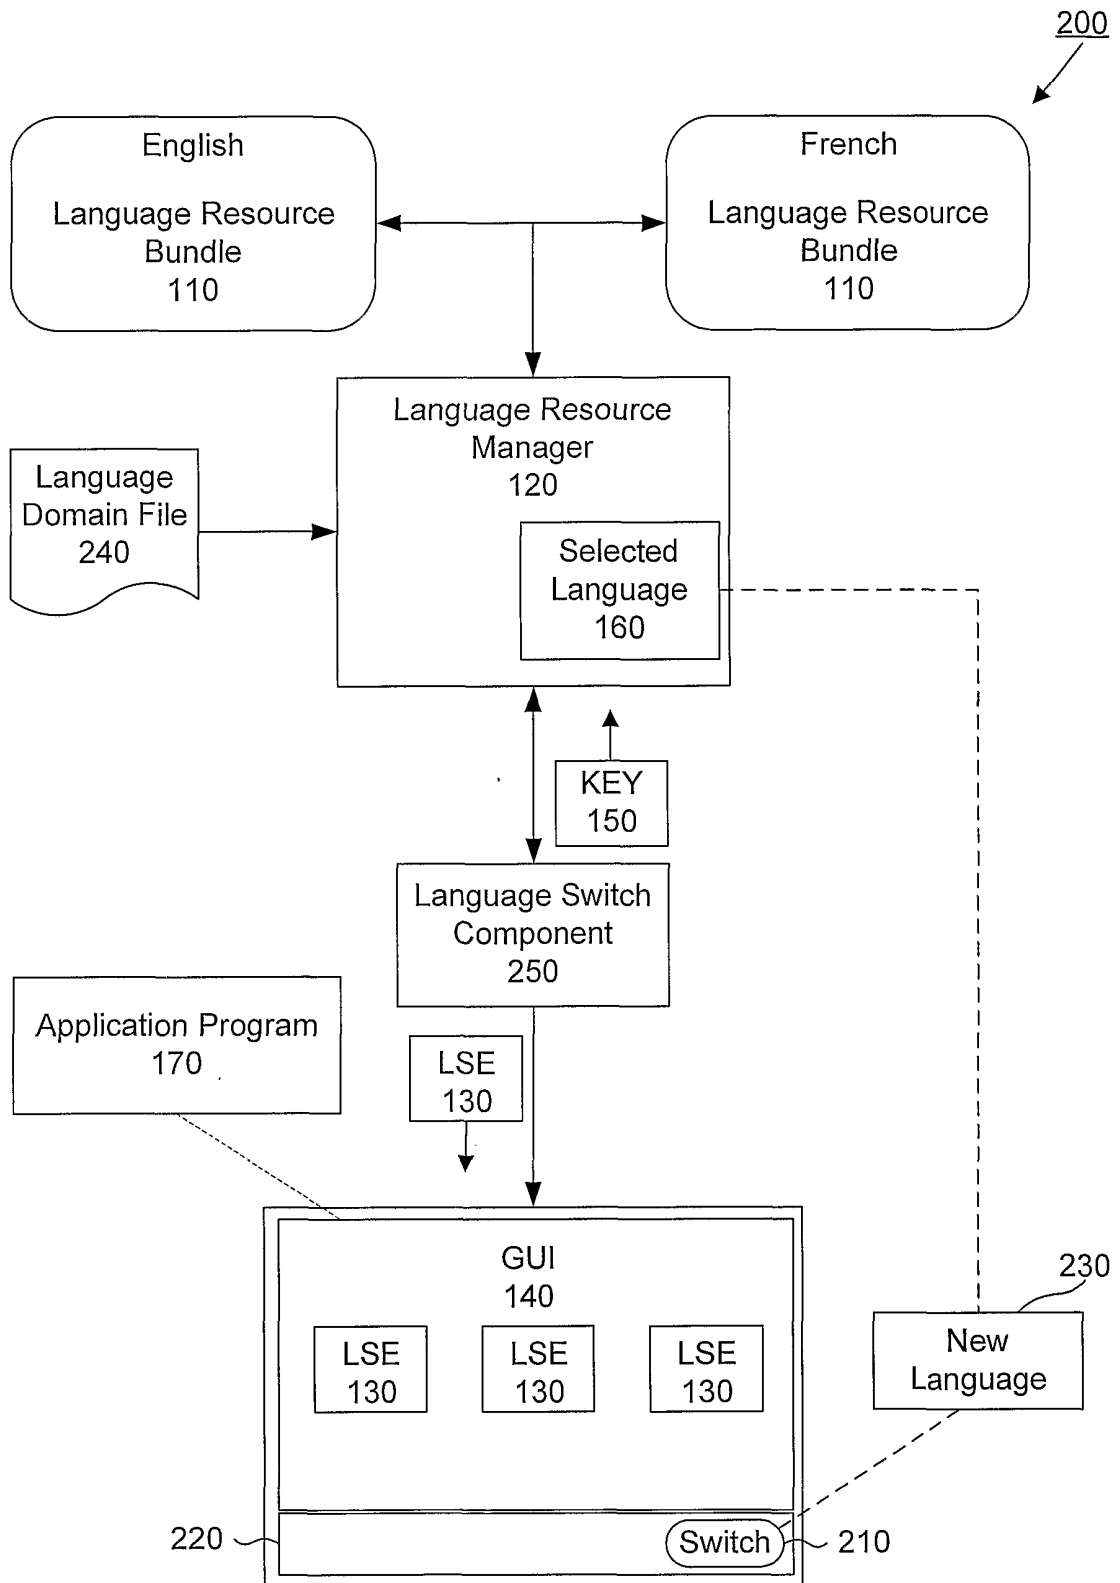 200
English
Language Resource
Bundle
110
French
Language Resource
Bundle
110
Language Resource
Manager
120
Language
Domain File
240
Selected
Language
160
KEY
150
Language Switch
Component
250
Application Program
170
LSE
130
GUI
140
LSE
130
LSE
130
LSE
130
230
New
Language
220
Switch
210